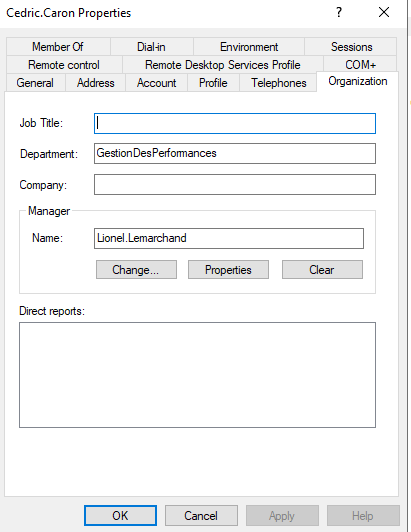 Cedric.Caron Properties ? ×
Member Of Dial-in Environment Sessions
Remote control Remote Desktop Services Profile COM+
General Address Account Profile Telephones Organization
Job Title:
Department: GestionDesPerformances
Company:
Manager
Name: Lionel.Lemarchand
Change... Properties Clear
Direct reports:
OK Cancel Apply Help